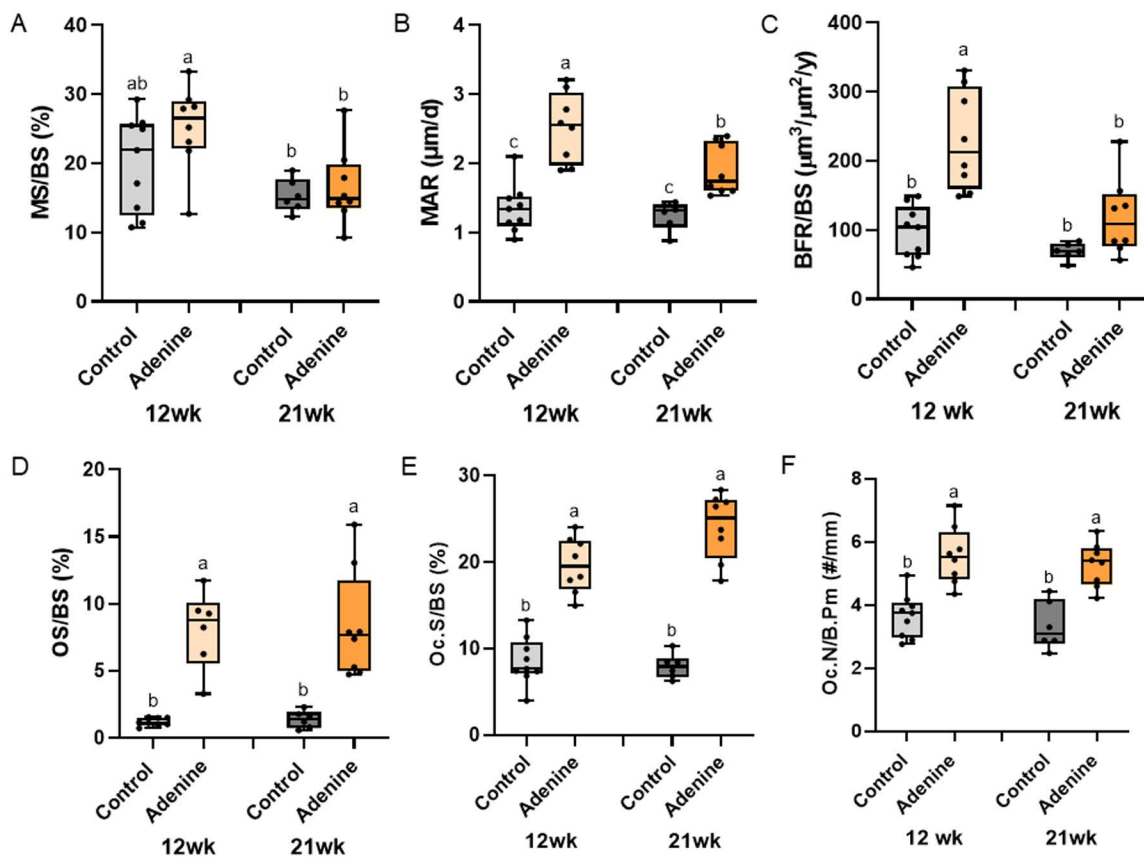 A
MS/BS (%)
40
30
20
10
0
ab
a
b
b
Control
Adenine
Control
Adenine
12wk
21wk
B
MAR (µm/d)
4
3
2
1
0
c
a
c
b
Control
Adenine
Control
Adenine
12wk
21wk
C
BFR/BS (µm³/µm²/y)
400
300
200
100
0
b
a
b
b
Control
Adenine
Control
Adenine
12 wk
21wk
D
OS/BS (%)
20
15
10
5
0
b
a
b
a
Control
Adenine
Control
Adenine
12wk
21wk
E
Oc.S/BS (%)
30
20
10
0
b
a
b
a
Control
Adenine
Control
Adenine
12wk
21wk
F
Oc.N/B.Pm (#/mm)
8
6
4
2
0
b
a
b
a
Control
Adenine
Control
Adenine
12 wk
21wk